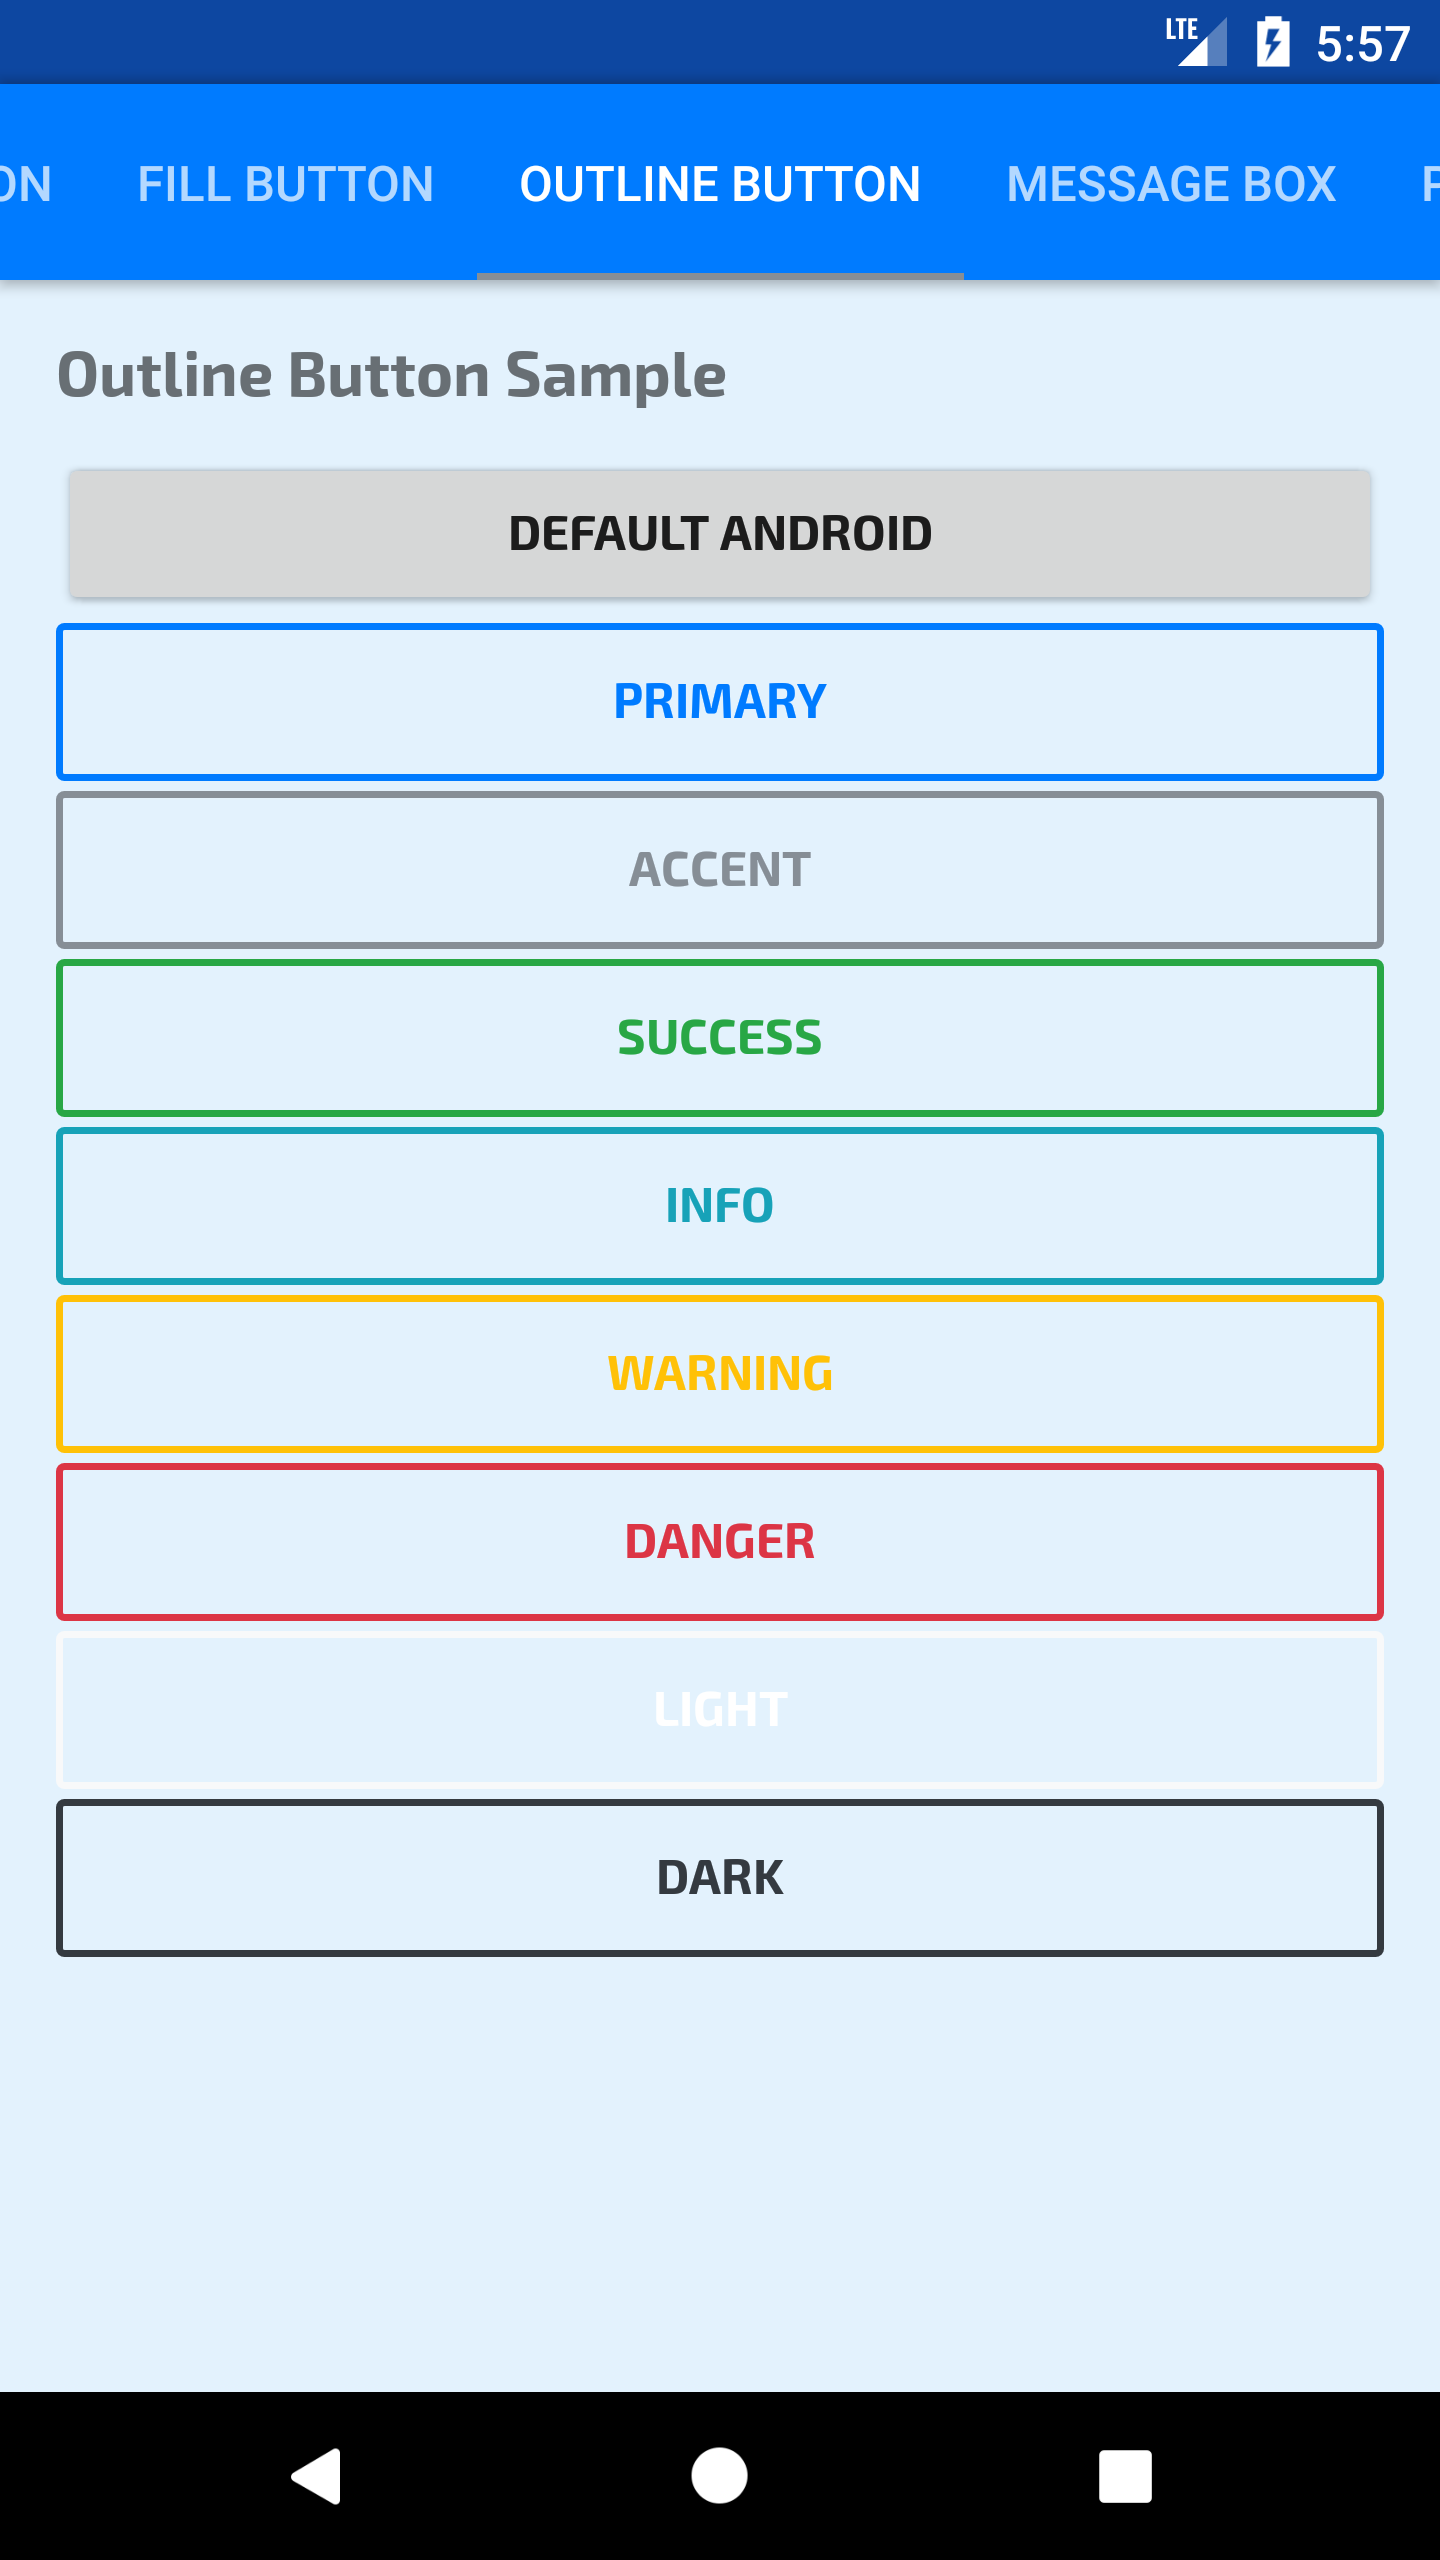 LTE 5:57
ON FILL BUTTON OUTLINE BUTTON MESSAGE BOX
Outline Button Sample
DEFAULT ANDROID
PRIMARY
ACCENT
SUCCESS
INFO
WARNING
DANGER
LIGHT
DARK